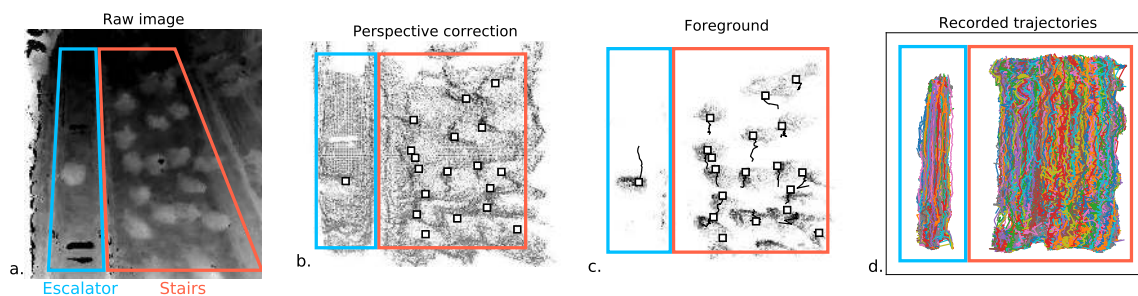 Raw image
Perspective correction
Foreground
Recorded trajectories
a.
b.
c.
d.
Escalator
Stairs